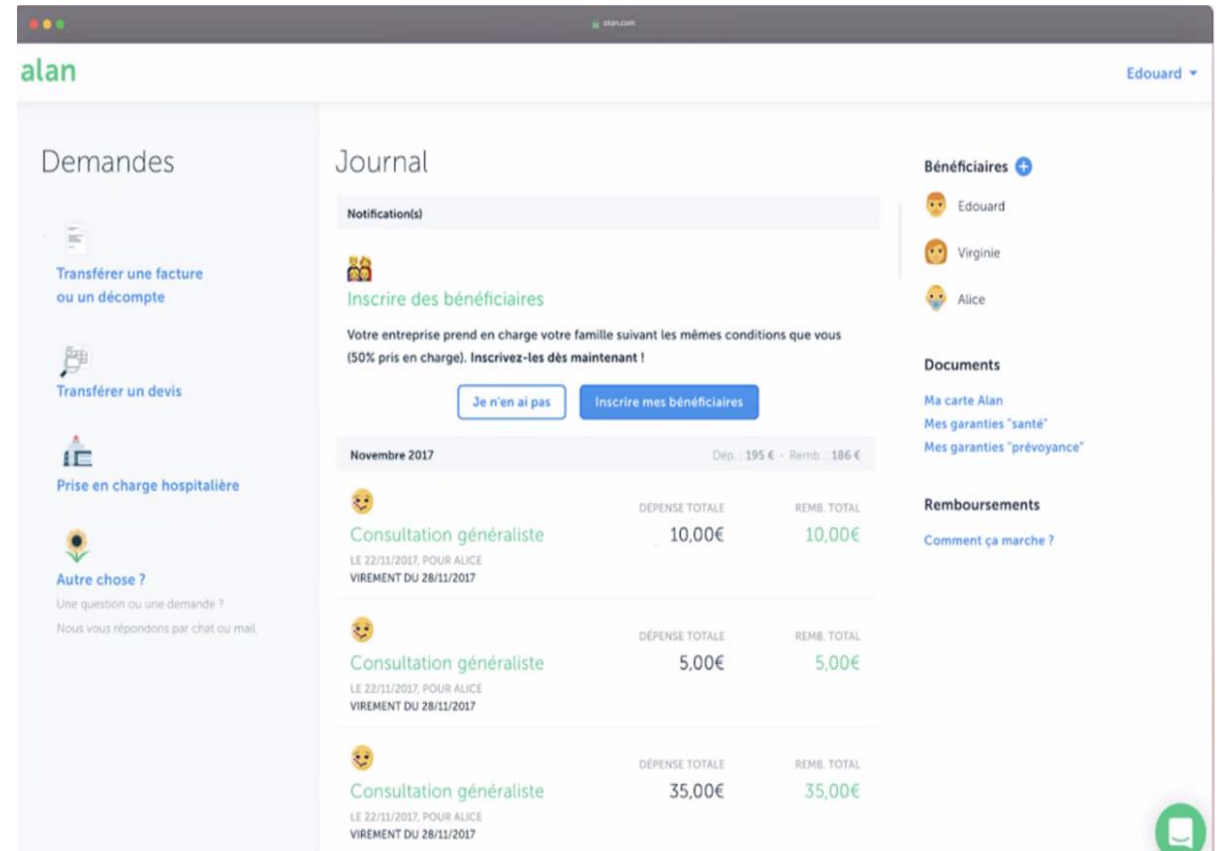 alan.com
alan
Edouard
Demandes
Transférer une facture
ou un décompte
Transférer un devis
Prise en charge hospitalière
Autre chose ?
Une question ou une demande ?
Nous vous répondons par chat ou mail.
Journal
Notification(s)
Inscrire des bénéficiaires
Votre entreprise prend en charge votre famille suivant les mêmes conditions que vous
(50% pris en charge). Inscrivez-les dès maintenant !
Je n'en ai pas
Inscrire mes bénéficiaires
Novembre 2017 Dép. : 195 € · Remb. : 186 €
DÉPENSE TOTALE REMB. TOTAL
Consultation généraliste 10,00€ 10,00€
LE 22/11/2017, POUR ALICE
VIREMENT DU 28/11/2017
DÉPENSE TOTALE REMB. TOTAL
Consultation généraliste 5,00€ 5,00€
LE 22/11/2017, POUR ALICE
VIREMENT DU 28/11/2017
DÉPENSE TOTALE REMB. TOTAL
Consultation généraliste 35,00€ 35,00€
LE 22/11/2017, POUR ALICE
VIREMENT DU 28/11/2017
Bénéficiaires
Edouard
Virginie
Alice
Documents
Ma carte Alan
Mes garanties "santé"
Mes garanties "prévoyance"
Remboursements
Comment ça marche ?